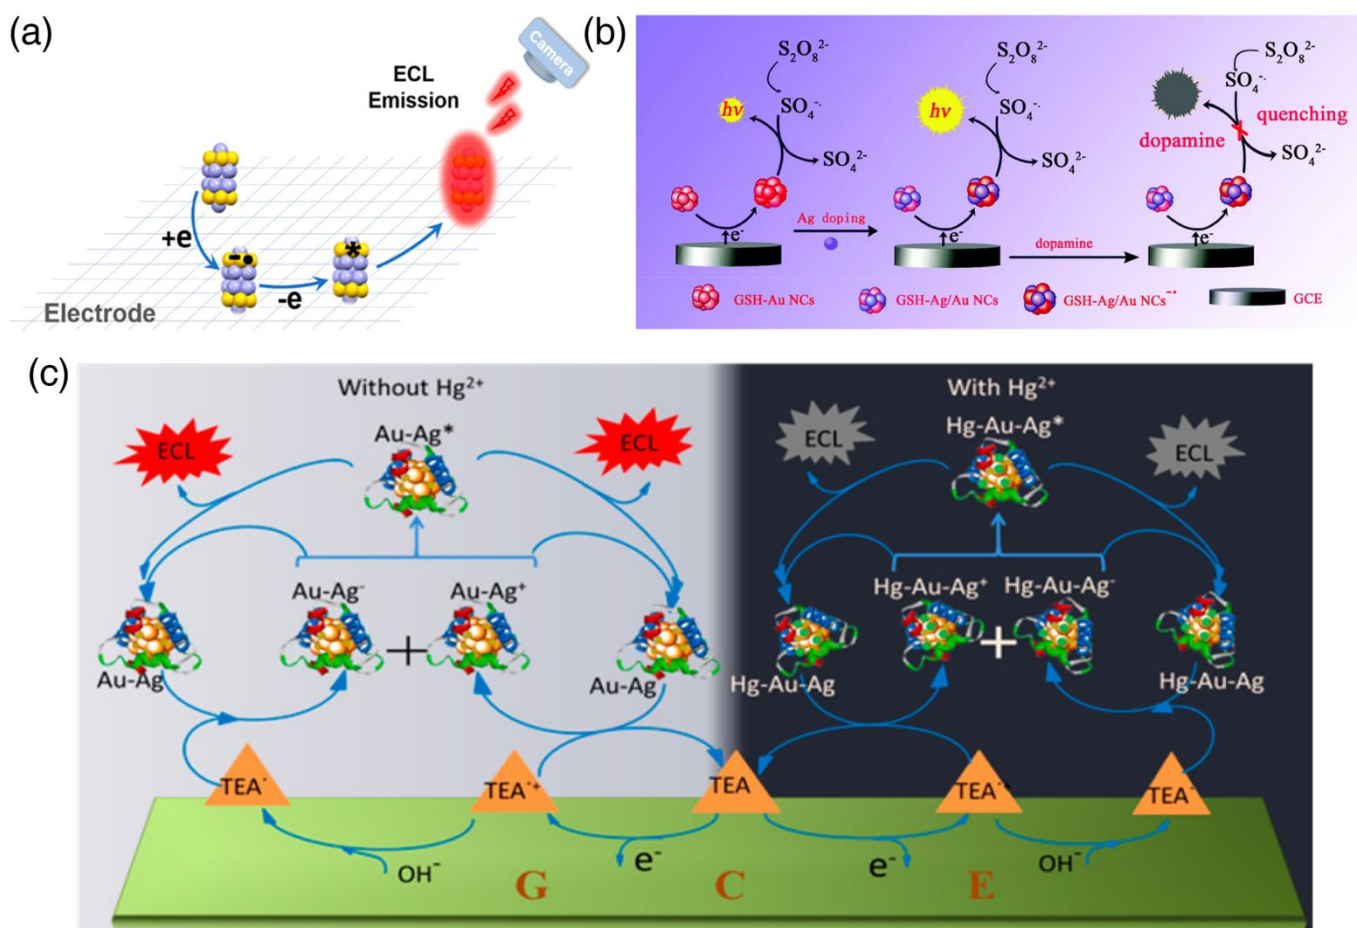 (a)
Camera
ECL
Emission
+e
-•
*
-e
Electrode
(b)
S₂O₈²⁻
S₂O₈²⁻
S₂O₈²⁻
SO₄⁻·
hν
SO₄⁻·
hν
SO₄⁻·
quenching
dopamine
SO₄²⁻
SO₄²⁻
SO₄²⁻
Ag doping
e⁻
e⁻
dopamine
e⁻
GSH-Au NCs
GSH-Ag/Au NCs
GSH-Ag/Au NCs⁻·
GCE
(c)
Without Hg²⁺
With Hg²⁺
ECL
Au-Ag*
ECL
ECL
Hg-Au-Ag*
ECL
Au-Ag⁻
Au-Ag⁺
Hg-Au-Ag⁺
Hg-Au-Ag⁻
+
+
Au-Ag
Au-Ag
Hg-Au-Ag
Hg-Au-Ag
TEA·
TEA·⁺
TEA
TEA·⁺
TEA·
OH⁻
e⁻
e⁻
OH⁻
G C E